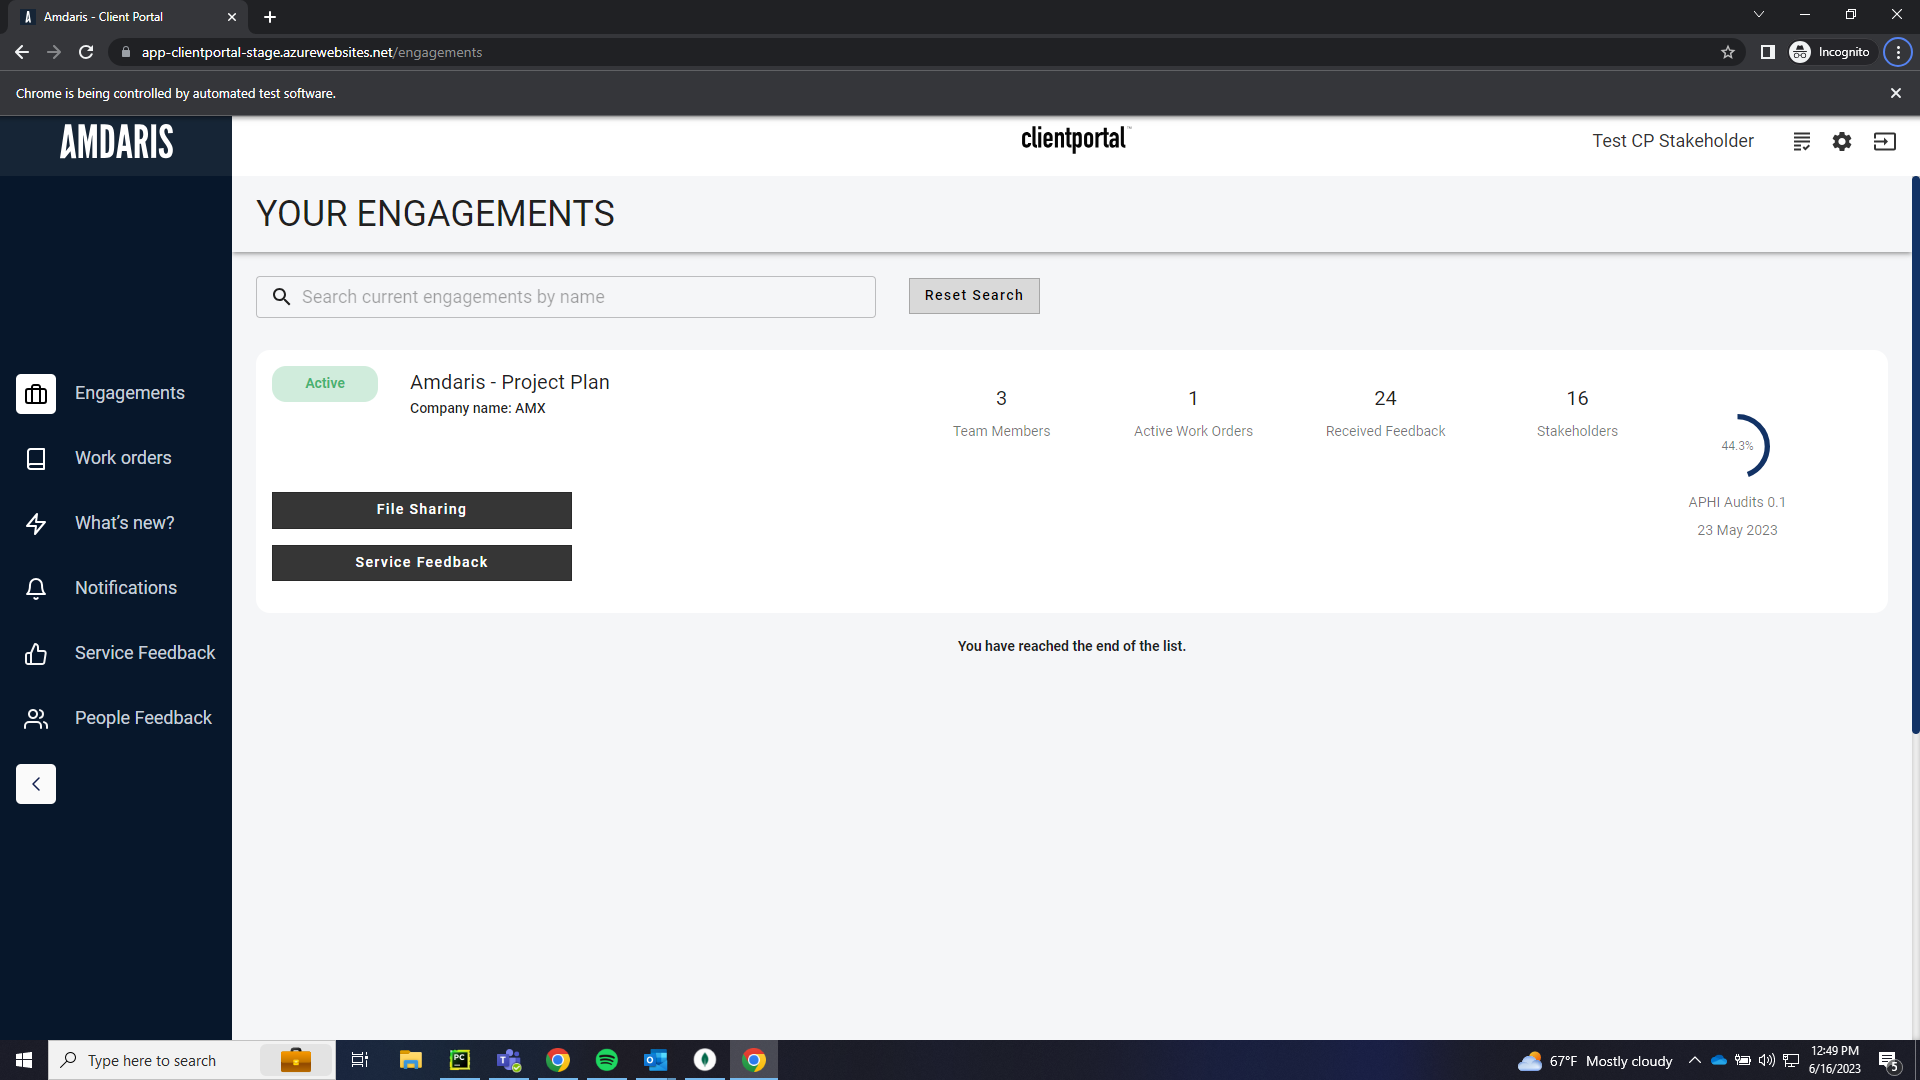 Amdaris - Client Portal
app-clientportal-stage.azurewebsites.net/engagements
Incognito
Chrome is being controlled by automated test software.
AMDARIS
clientportal
Test CP Stakeholder
YOUR ENGAGEMENTS
Search current engagements by name
Reset Search
Active
Amdaris - Project Plan
Company name: AMX
3
Team Members
1
Active Work Orders
24
Received Feedback
16
Stakeholders
44.3%
APHI Audits 0.1
23 May 2023
File Sharing
Service Feedback
You have reached the end of the list.
Engagements
Work orders
What's new?
Notifications
Service Feedback
People Feedback
Type here to search
67°F Mostly cloudy
12:49 PM
6/16/2023
5